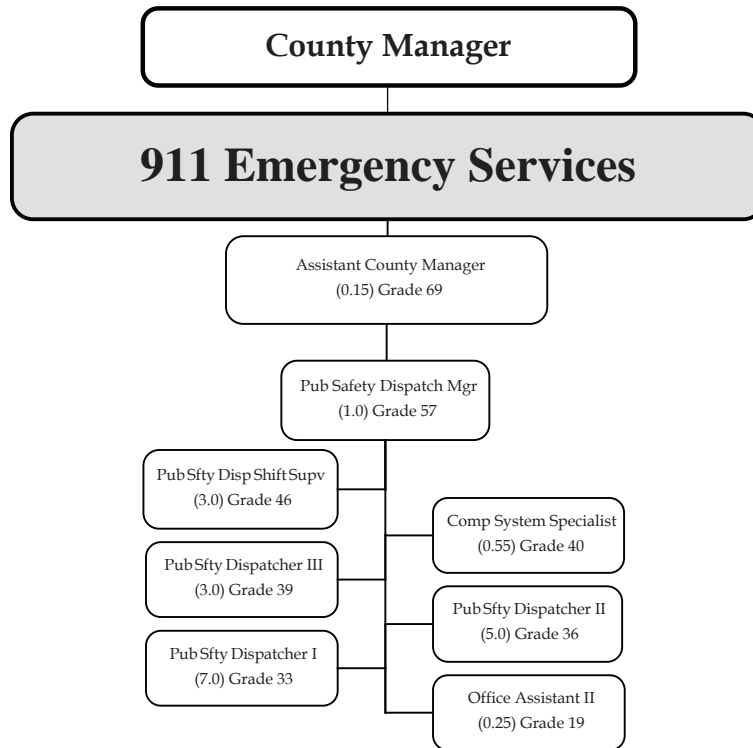 County Manager
911 Emergency Services
Assistant County Manager
(0.15) Grade 69
Pub Safety Dispatch Mgr
(1.0) Grade 57
Pub Sfty Disp Shift Supv
(3.0) Grade 46
Comp System Specialist
(0.55) Grade 40
Pub Sfty Dispatcher III
(3.0) Grade 39
Pub Sfty Dispatcher II
(5.0) Grade 36
Pub Sfty Dispatcher I
(7.0) Grade 33
Office Assistant II
(0.25) Grade 19